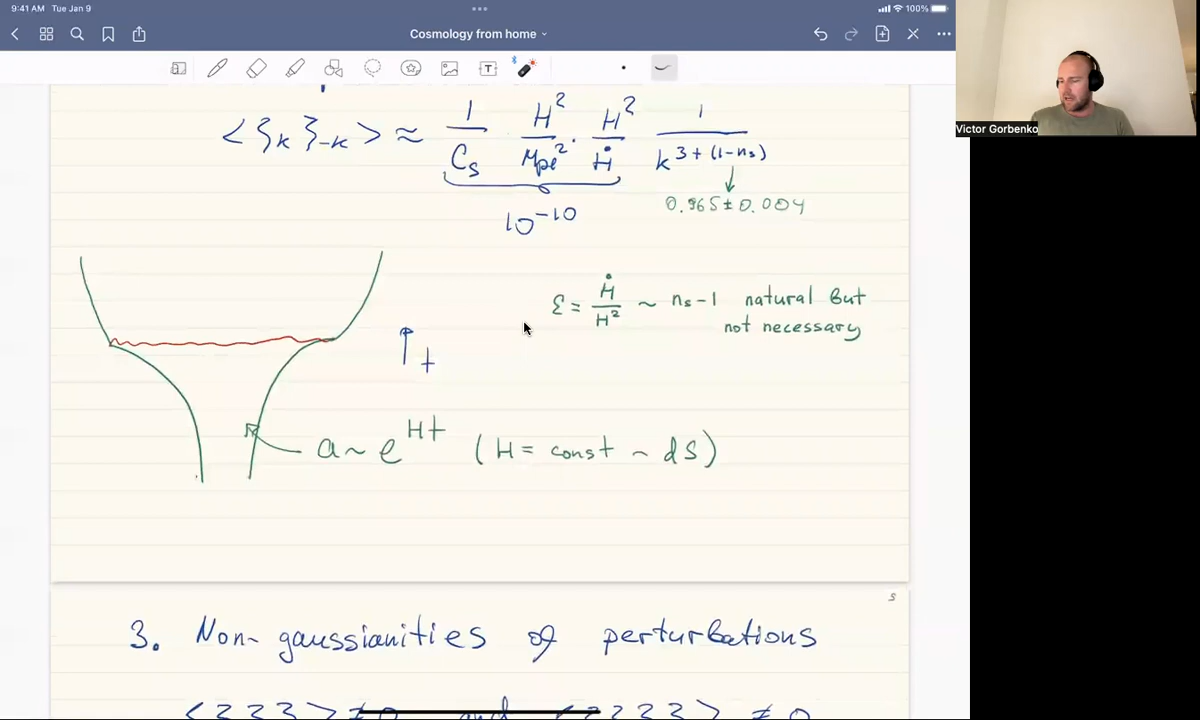 9:41 AM Tue Jan 9
100%
Cosmology from home
Victor Gorbenko
<ζk ζ-k> ≈ 1/Cs · H²/Mpl² · H²/Ḣ 1/k^(3+(1-ns))
10⁻¹⁰
0.965±0.004
ε = Ḣ/H² ~ ns-1 natural but
not necessary
t
a~e^(Ht) (H = const ~ dS)
5
3. Non-gaussianities of perturbations